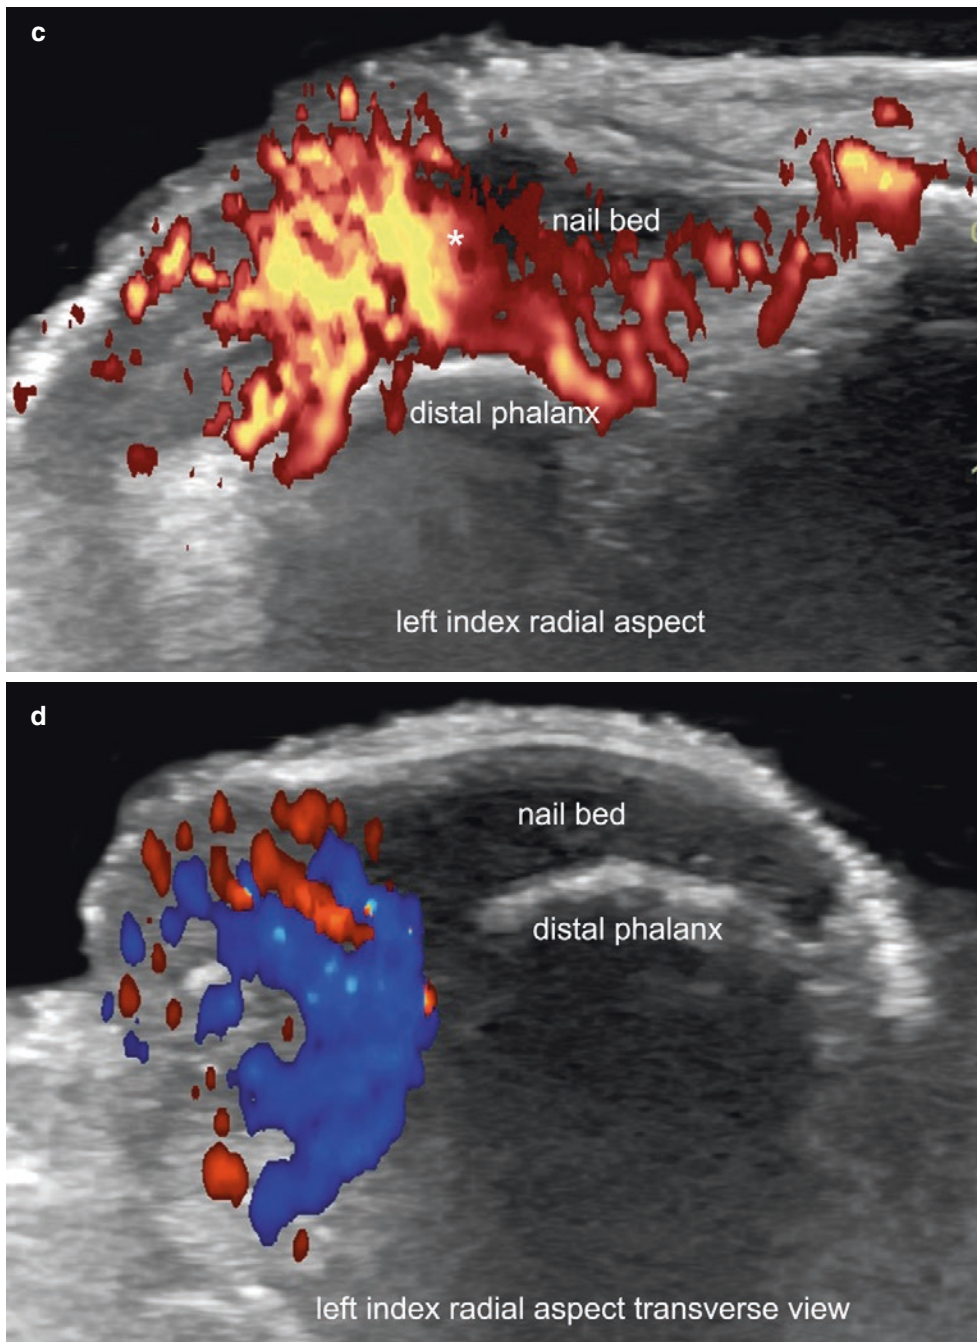 c
*
nail bed
distal phalanx
left index radial aspect
d
nail bed
distal phalanx
left index radial aspect transverse view